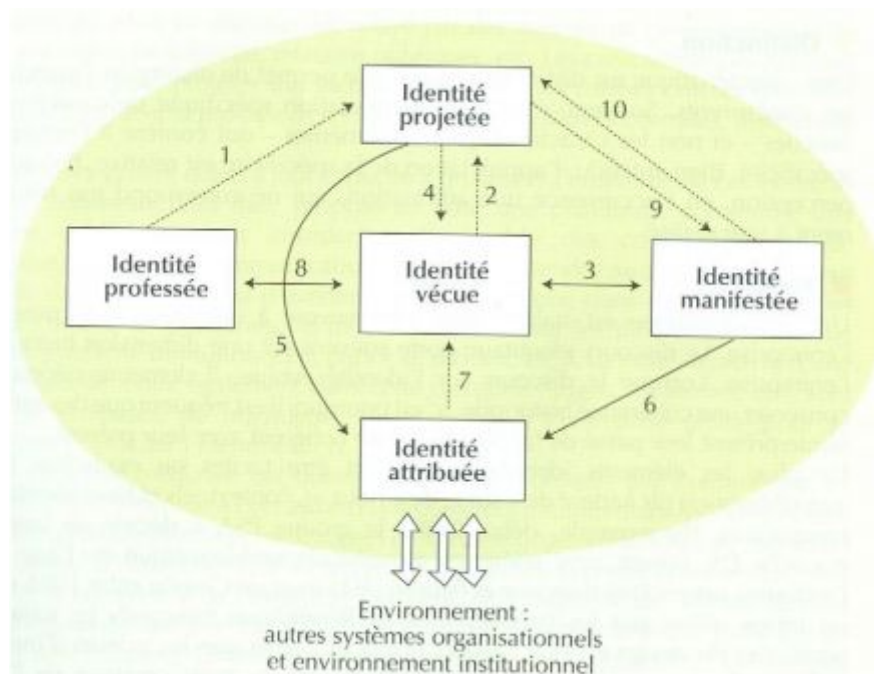 Identité
projetée
10
1
4
2
9
Identité
professée
8
Identité
vécue
3
Identité
manifestée
5
7
6
Identité
attribuée
Environnement :
autres systèmes organisationnels
et environnement institutionnel